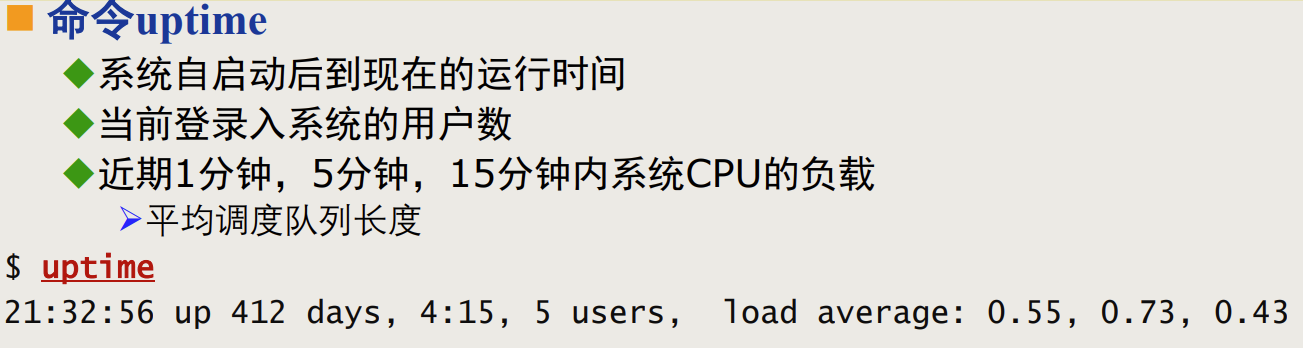 命令uptime
系统自启动后到现在的运行时间
当前登录入系统的用户数
近期1分钟，5分钟，15分钟内系统CPU的负载
平均调度队列长度
$ uptime
21:32:56 up 412 days, 4:15, 5 users,  load average: 0.55, 0.73, 0.43